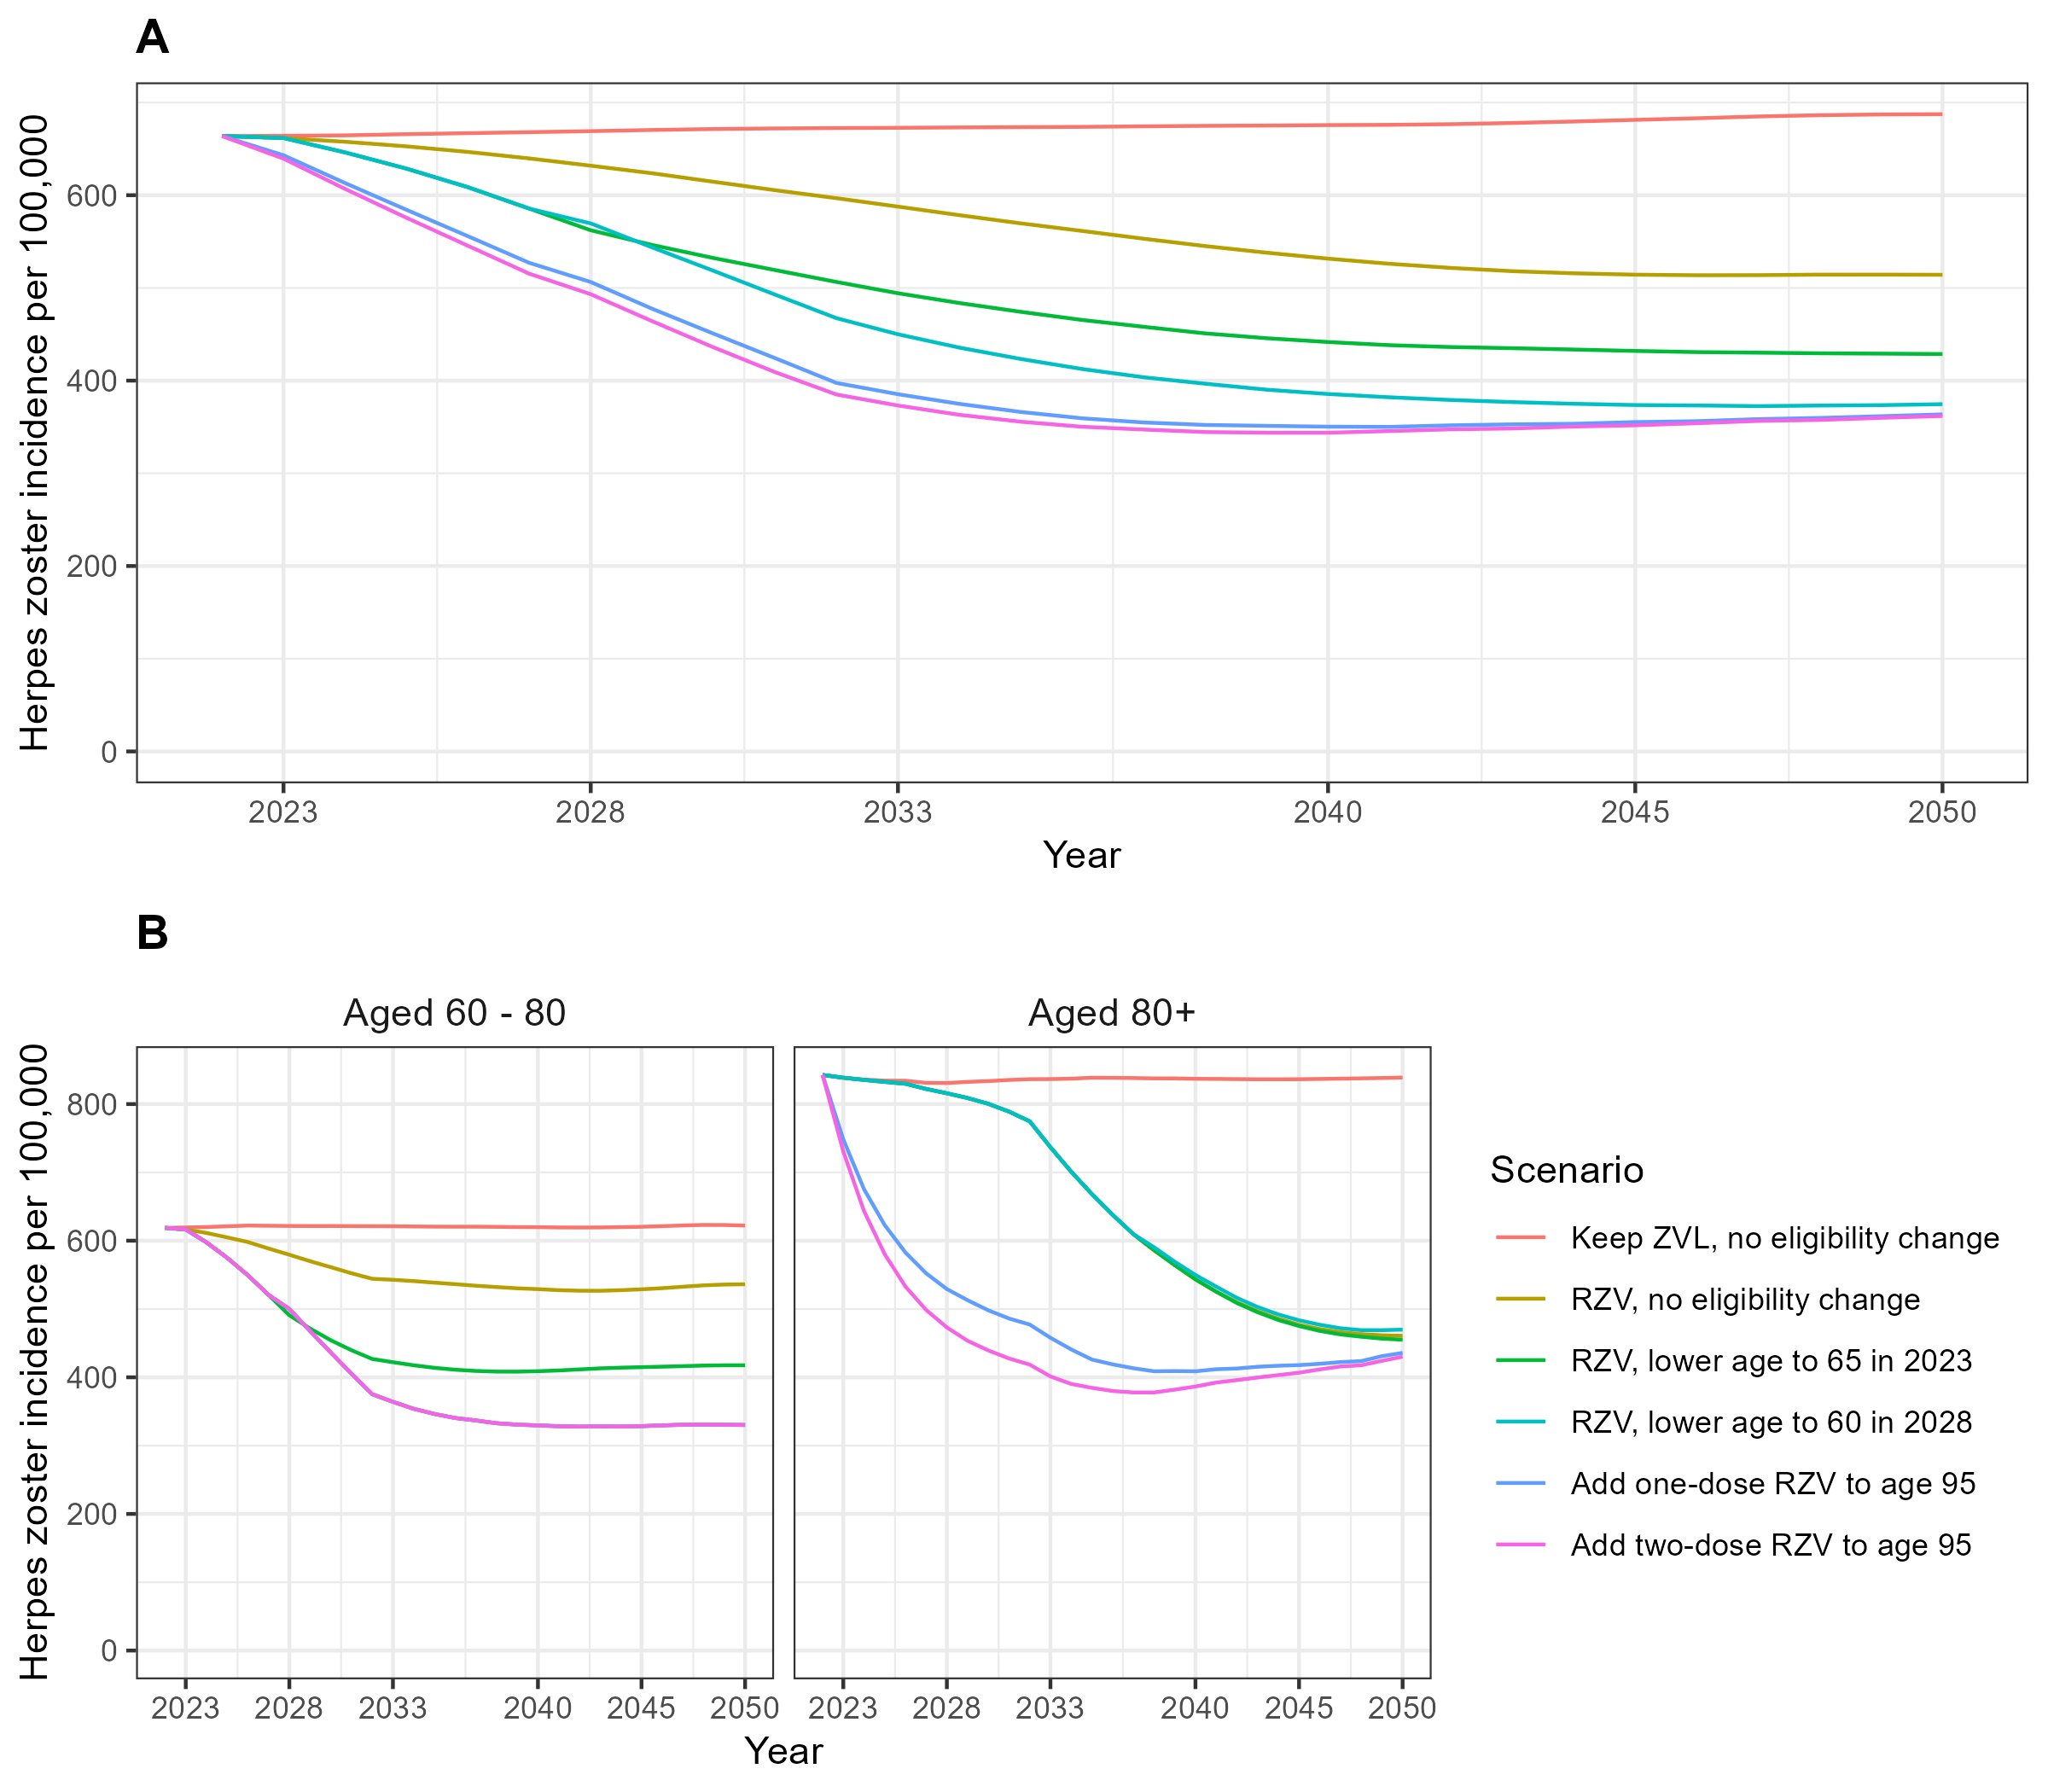 A
Herpes zoster incidence per 100,000
600
400
200
0
2023 2028 2033 2040 2045 2050
Year
B
Aged 60 - 80 Aged 80+
Herpes zoster incidence per 100,000
800
600
400
200
0
2023 2028 2033 2040 2045 2050 2023 2028 2033 2040 2045 2050
Year
Scenario
Keep ZVL, no eligibility change
RZV, no eligibility change
RZV, lower age to 65 in 2023
RZV, lower age to 60 in 2028
Add one-dose RZV to age 95
Add two-dose RZV to age 95